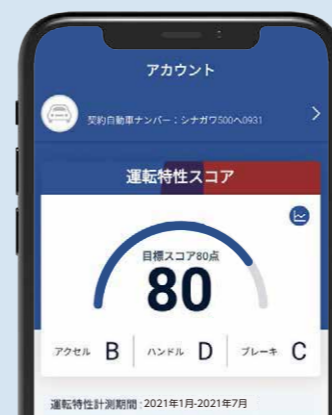 アカウント
契約自動車ナンバー：シナガワ500へ0931
運転特性スコア
目標スコア80点
80
アクセル B ハンドル D ブレーキ C
運転特性計測期間：2021年1月-2021年7月